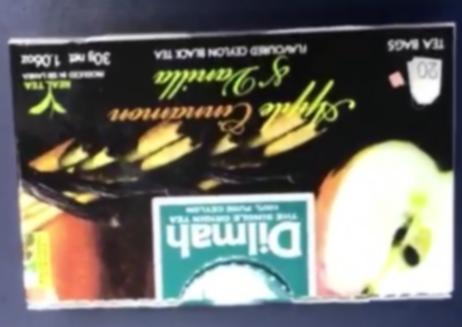 Dilmah
THE SINGLE ORIGIN TEA
100% PURE CEYLON
Apple Cinnamon
& Vanilla
FLAVOURED CEYLON BLACK TEA
20
TEA BAGS
REAL TEA
PRODUCED IN SRI LANKA
30g net 1.06oz